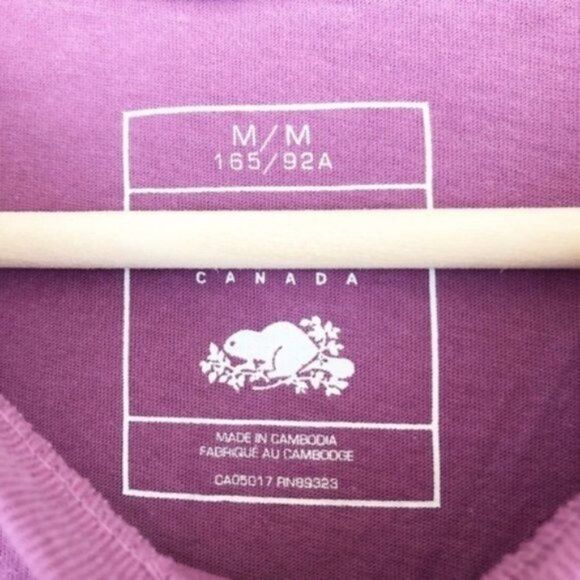 M/M
165/92A
CANADA
MADE IN CAMBODIA
FABRIQUÉ AU CAMBODGE
CA05017 RN89323